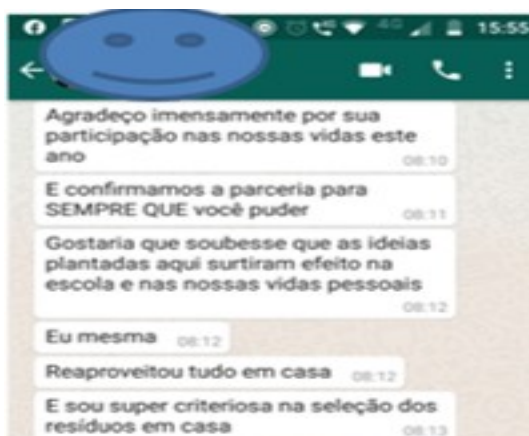 4G 15:55
Agradeço imensamente por sua
participação nas nossas vidas este
ano
08:10
E confirmamos a parceria para
SEMPRE QUE você puder
08:11
Gostaria que soubesse que as ideias
plantadas aqui surtiram efeito na
escola e nas nossas vidas pessoais
08:12
Eu mesma 08:12
Reaproveitou tudo em casa 08:12
E sou super criteriosa na seleção dos
resíduos em casa 08:13